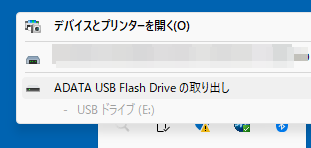 デバイスとプリンターを開く(O)
ADATA USB Flash Drive の取り出し
- USB ドライブ (E:)